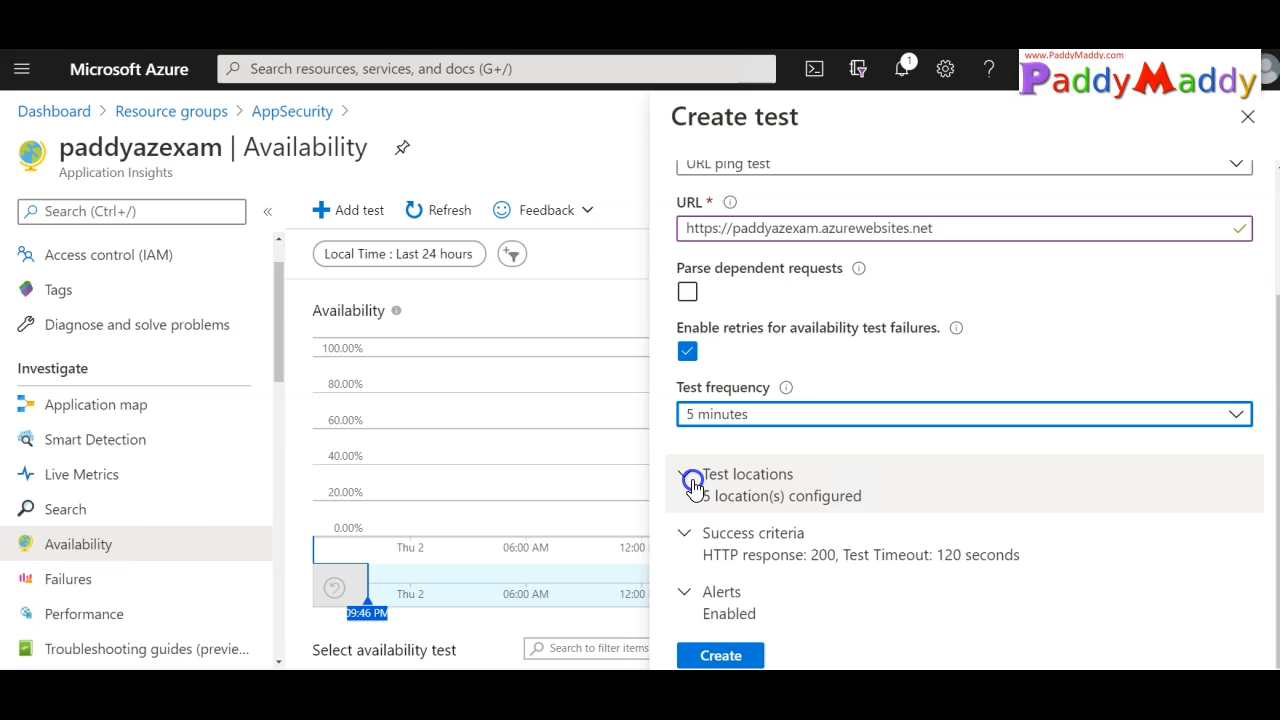 www.PaddyMaddy.com
PaddyMaddy
Microsoft Azure
Search resources, services, and docs (G+/)
1
Dashboard > Resource groups > AppSecurity >
paddyazexam | Availability
Application Insights
Search (Ctrl+/)
Access control (IAM)
Tags
Diagnose and solve problems
Investigate
Application map
Smart Detection
Live Metrics
Search
Availability
Failures
Performance
Troubleshooting guides (previe...
Add test
Refresh
Feedback
Local Time : Last 24 hours
Availability
100.00%
80.00%
60.00%
40.00%
20.00%
0.00%
Thu 2 06:00 AM 12:00
Thu 2 06:00 AM 12:00
09:46 PM
Select availability test
Search to filter items
Create test
URL ping test
URL *
https://paddyazexam.azurewebsites.net
Parse dependent requests
Enable retries for availability test failures.
Test frequency
5 minutes
Test locations
5 location(s) configured
Success criteria
HTTP response: 200, Test Timeout: 120 seconds
Alerts
Enabled
Create